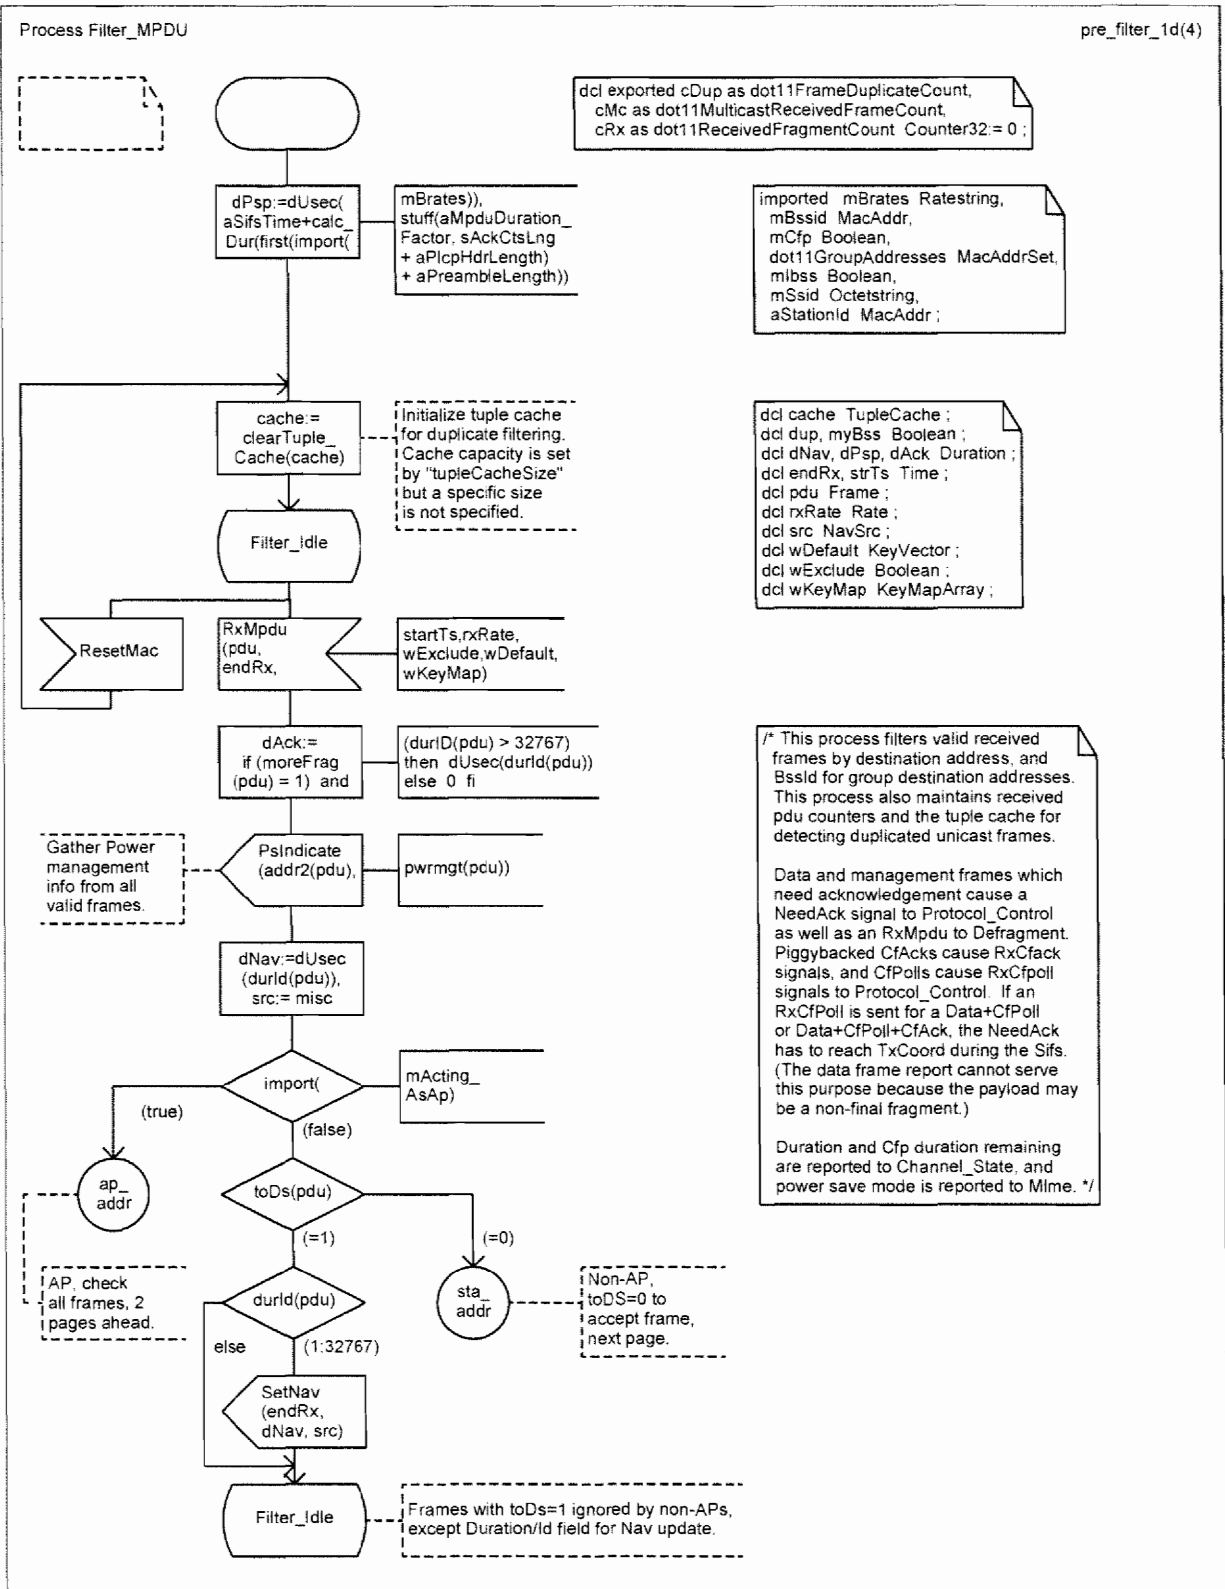 Process Filter_MPDU
pre_filter_1d(4)
dcl exported cDup as dot11FrameDuplicateCount,
cMc as dot11MulticastReceivedFrameCount,
cRx as dot11ReceivedFragmentCount Counter32:= 0 ;
dPsp:=dUsec(
aSifsTime+calc_
Dur(first(import(
mBrates)),
stuff(aMpduDuration_
Factor, sAckCtsLng
+ aPlcpHdrLength)
+ aPreambleLength))
imported mBrates Ratestring,
mBssid MacAddr,
mCfp Boolean,
dot11GroupAddresses MacAddrSet,
mIbss Boolean,
mSsid Octetstring,
aStationId MacAddr ;
cache:=
clearTuple_
Cache(cache)
Initialize tuple cache
for duplicate filtering.
Cache capacity is set
by "tupleCacheSize"
but a specific size
is not specified.
dcl cache TupleCache ;
dcl dup, myBss Boolean ;
dcl dNav, dPsp, dAck Duration ;
dcl endRx, strTs Time ;
dcl pdu Frame ;
dcl rxRate Rate ;
dcl src NavSrc ;
dcl wDefault KeyVector ;
dcl wExclude Boolean ;
dcl wKeyMap KeyMapArray ;
Filter_Idle
ResetMac
RxMpdu
(pdu,
endRx,
startTs,rxRate,
wExclude,wDefault,
wKeyMap)
dAck:=
if (moreFrag
(pdu) = 1) and
(durID(pdu) > 32767)
then dUsec(durId(pdu))
else 0 fi
/* This process filters valid received
frames by destination address, and
BssId for group destination addresses.
This process also maintains received
pdu counters and the tuple cache for
detecting duplicated unicast frames.
Data and management frames which
need acknowledgement cause a
NeedAck signal to Protocol_Control
as well as an RxMpdu to Defragment.
Piggybacked CfAcks cause RxCfack
signals, and CfPolls cause RxCfpoll
signals to Protocol_Control. If an
RxCfPoll is sent for a Data+CfPoll
or Data+CfPoll+CfAck, the NeedAck
has to reach TxCoord during the Sifs.
(The data frame report cannot serve
this purpose because the payload may
be a non-final fragment.)
Duration and Cfp duration remaining
are reported to Channel_State, and
power save mode is reported to Mlme. */
Gather Power
management
info from all
valid frames.
PsIndicate
(addr2(pdu),
pwrmgt(pdu))
dNav:=dUsec
(durId(pdu)),
src:= misc
import(
mActing_
AsAp)
(true)
(false)
ap_
addr
toDs(pdu)
(=1)
(=0)
AP, check
all frames, 2
pages ahead.
durId(pdu)
sta_
addr
Non-AP,
toDS=0 to
accept frame,
next page.
else
(1:32767)
SetNav
(endRx,
dNav, src)
Filter_Idle
Frames with toDs=1 ignored by non-APs,
except Duration/Id field for Nav update.